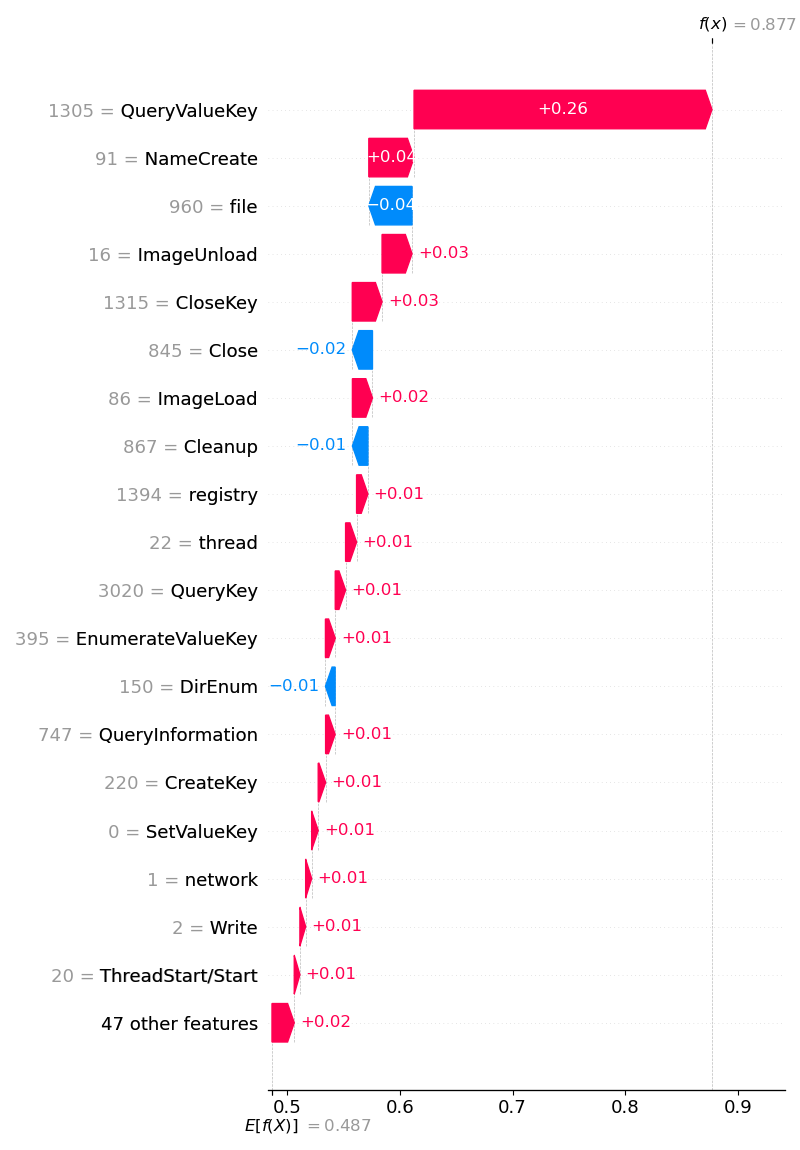 f(x) = 0.877
1305 = QueryValueKey +0.26
91 = NameCreate +0.04
960 = file −0.04
16 = ImageUnload +0.03
1315 = CloseKey +0.03
845 = Close −0.02
86 = ImageLoad +0.02
867 = Cleanup −0.01
1394 = registry +0.01
22 = thread +0.01
3020 = QueryKey +0.01
395 = EnumerateValueKey +0.01
150 = DirEnum −0.01
747 = QueryInformation +0.01
220 = CreateKey +0.01
0 = SetValueKey +0.01
1 = network +0.01
2 = Write +0.01
20 = ThreadStart/Start +0.01
47 other features +0.02
0.5 0.6 0.7 0.8 0.9
E[f(X)] = 0.487